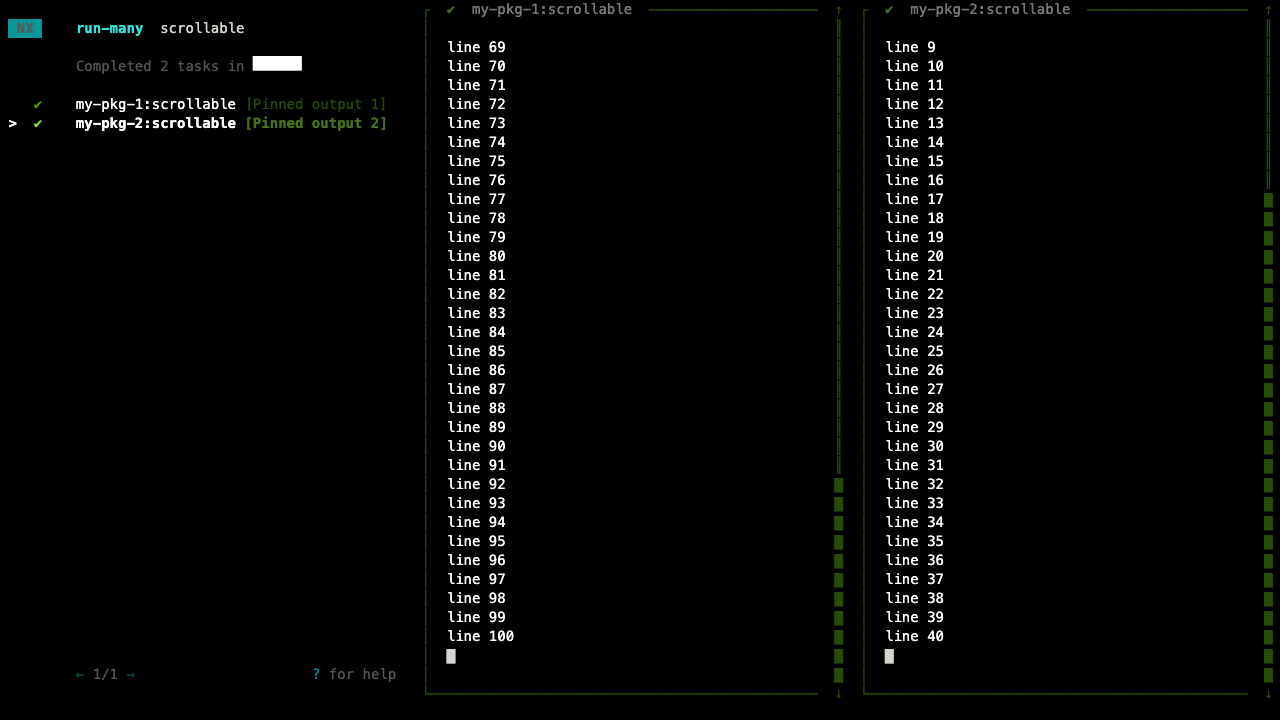 NX run-many scrollable
Completed 2 tasks in
✔ my-pkg-1:scrollable [Pinned output 1]
> ✔ my-pkg-2:scrollable [Pinned output 2]
← 1/1 →
? for help
✔ my-pkg-1:scrollable
line 69
line 70
line 71
line 72
line 73
line 74
line 75
line 76
line 77
line 78
line 79
line 80
line 81
line 82
line 83
line 84
line 85
line 86
line 87
line 88
line 89
line 90
line 91
line 92
line 93
line 94
line 95
line 96
line 97
line 98
line 99
line 100
✔ my-pkg-2:scrollable
line 9
line 10
line 11
line 12
line 13
line 14
line 15
line 16
line 17
line 18
line 19
line 20
line 21
line 22
line 23
line 24
line 25
line 26
line 27
line 28
line 29
line 30
line 31
line 32
line 33
line 34
line 35
line 36
line 37
line 38
line 39
line 40